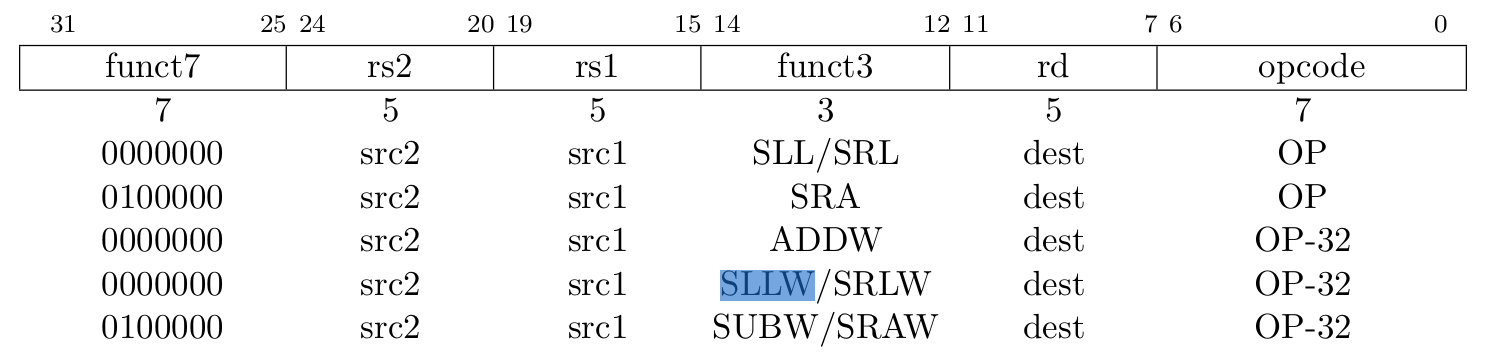 31 25 24 20 19 15 14 12 11 7 6 0
funct7 rs2 rs1 funct3 rd opcode
7 5 5 3 5 7
0000000 src2 src1 SLL/SRL dest OP
0100000 src2 src1 SRA dest OP
0000000 src2 src1 ADDW dest OP-32
0000000 src2 src1 SLLW/SRLW dest OP-32
0100000 src2 src1 SUBW/SRAW dest OP-32